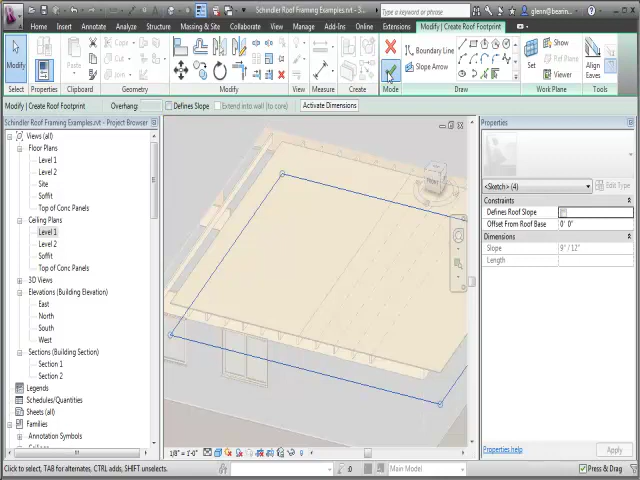 Schindler Roof Framing Examples.rvt - 3...
Type a keyword or phrase
glenn@bearin...
Home Insert Annotate Analyze Structure Massing & Site Collaborate View Manage Add-Ins Online Extensions Modify | Create Roof Footprint
Modify
Properties
Cope
Cut
Join
Boundary Line
Slope Arrow
Set
Show
Ref Plane
Viewer
Align Eaves
Select Properties Clipboard Geometry Modify View Measure Create Mode Draw Work Plane Tools
Modify | Create Roof Footprint Overhang: Defines Slope Extend into wall (to core) Activate Dimensions
Schindler Roof Framing Examples.rvt - Project Browser
Views (all)
Floor Plans
Level 1
Level 2
Site
Soffit
Top of Conc Panels
Ceiling Plans
Level 1
Level 2
Soffit
Top of Conc Panels
3D Views
Elevations (Building Elevation)
East
North
South
West
Sections (Building Section)
Section 1
Section 2
Legends
Schedules/Quantities
Sheets (all)
Families
Annotation Symbols
FRONT
Properties
<Sketch> (4)
Edit Type
Constraints
Defines Roof Slope
Offset From Roof Base 0' 0"
Dimensions
Slope 9" / 12"
Length
Properties help
Apply
1/8" = 1'-0"
Click to select, TAB for alternates, CTRL adds, SHIFT unselects.
:0
Main Model
Press & Drag